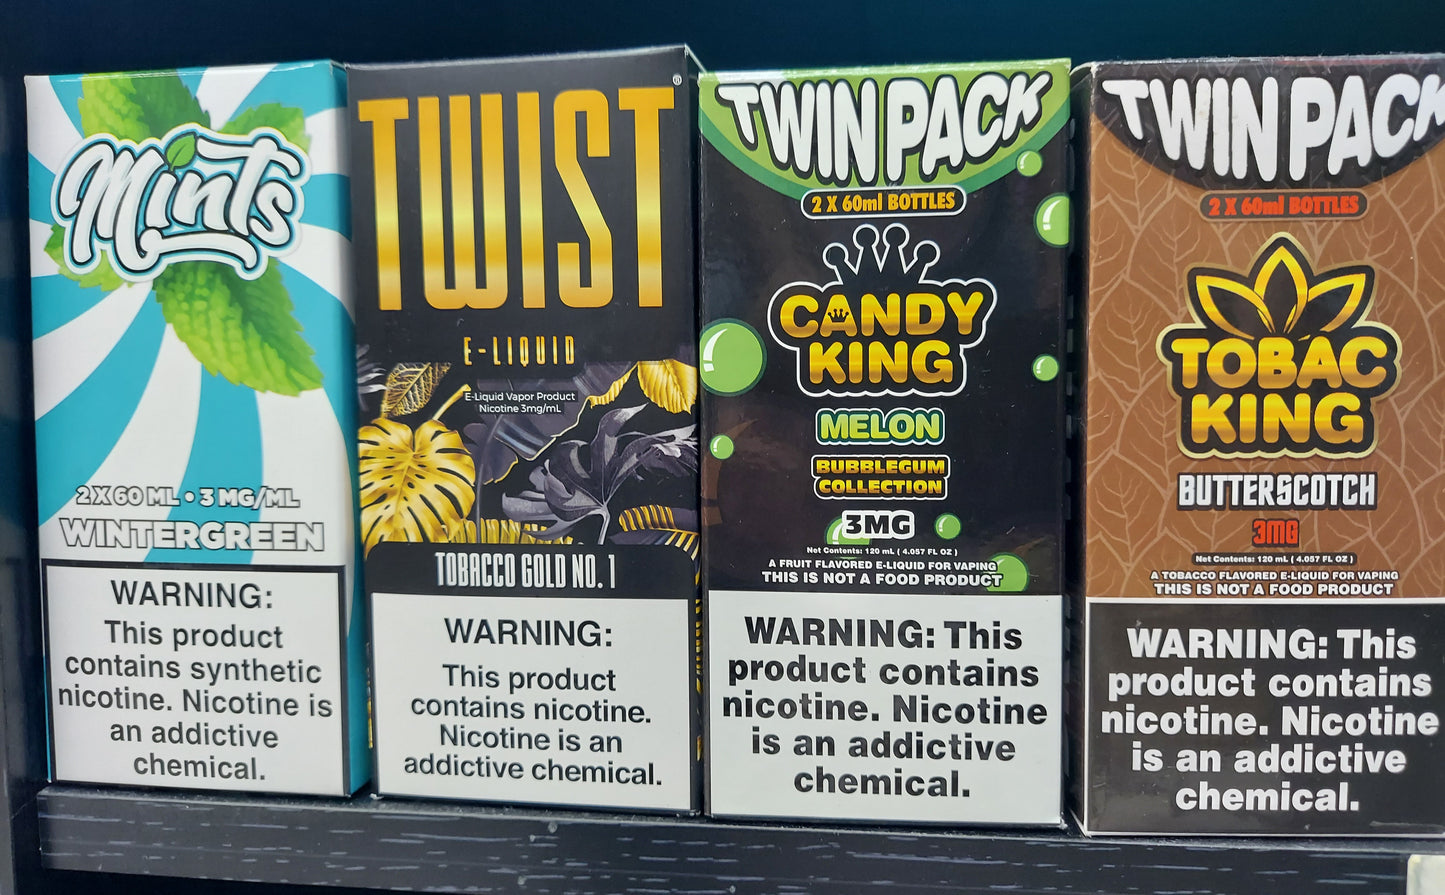 Mints
2 X 60 ML • 3 MG/ML
WINTERGREEN
WARNING:
This product
contains synthetic
nicotine. Nicotine is
an addictive
chemical.
TWIST®
E-LIQUID
E-Liquid Vapor Product
Nicotine 3mg/mL
TOBACCO GOLD NO. 1
WARNING:
This product
contains nicotine.
Nicotine is an
addictive chemical.
TWIN PACK
2 X 60ml BOTTLES
CANDY
KING
MELON
BUBBLEGUM
COLLECTION
3MG
Net Contents: 120 mL ( 4.057 FL OZ )
A FRUIT FLAVORED E-LIQUID FOR VAPING
THIS IS NOT A FOOD PRODUCT
WARNING: This
product contains
nicotine. Nicotine
is an addictive
chemical.
TWIN PACK
2 X 60ml BOTTLES
TOBAC
KING
BUTTERSCOTCH
3MG
Net Contents: 120 mL ( 4.057 FL OZ )
A TOBACCO FLAVORED E-LIQUID FOR VAPING
THIS IS NOT A FOOD PRODUCT
WARNING: This
product contains
nicotine. Nicotine
is an addictive
chemical.